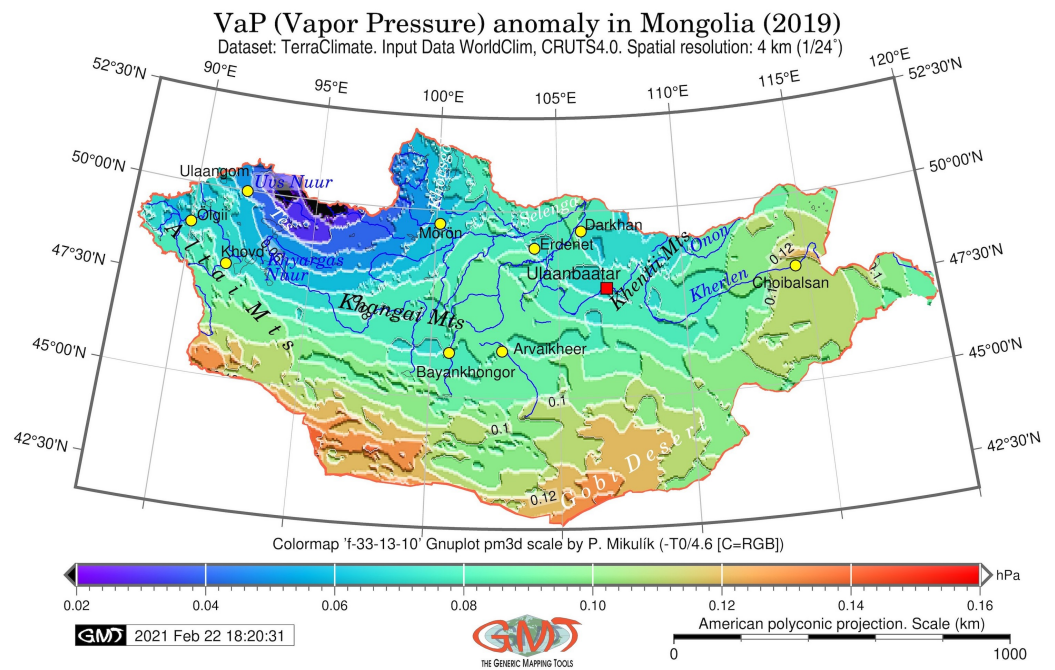 VaP (Vapor Pressure) anomaly in Mongolia (2019)
Dataset: TerraClimate. Input Data WorldClim, CRUTS4.0. Spatial resolution: 4 km (1/24˚)
52°30'N
90°E
95°E
100°E
105°E
110°E
115°E
120°E
52°30'N
50°00'N
50°00'N
47°30'N
47°30'N
45°00'N
45°00'N
42°30'N
42°30'N
Ulaangom
Uvs Nuur
Olgii
Khovd
Khyargas
Nuur
Altai Mts
Moron
Selenga
Darkhan
Erdenet
Ulaanbaatar
Khentii Mts
Onon
Kherlen
0.12
Choibalsan
0.1
0.1
Khangai Mts
Arvaikheer
Bayankhongor
0.1
0.1
0.12
Gobi Desert
Colormap 'f-33-13-10' Gnuplot pm3d scale by P. Mikulík (-T0/4.6 [C=RGB])
hPa
0.02 0.04 0.06 0.08 0.10 0.12 0.14 0.16
GMT 2021 Feb 22 18:20:31
GMT
THE GENERIC MAPPING TOOLS
American polyconic projection. Scale (km)
0 1000